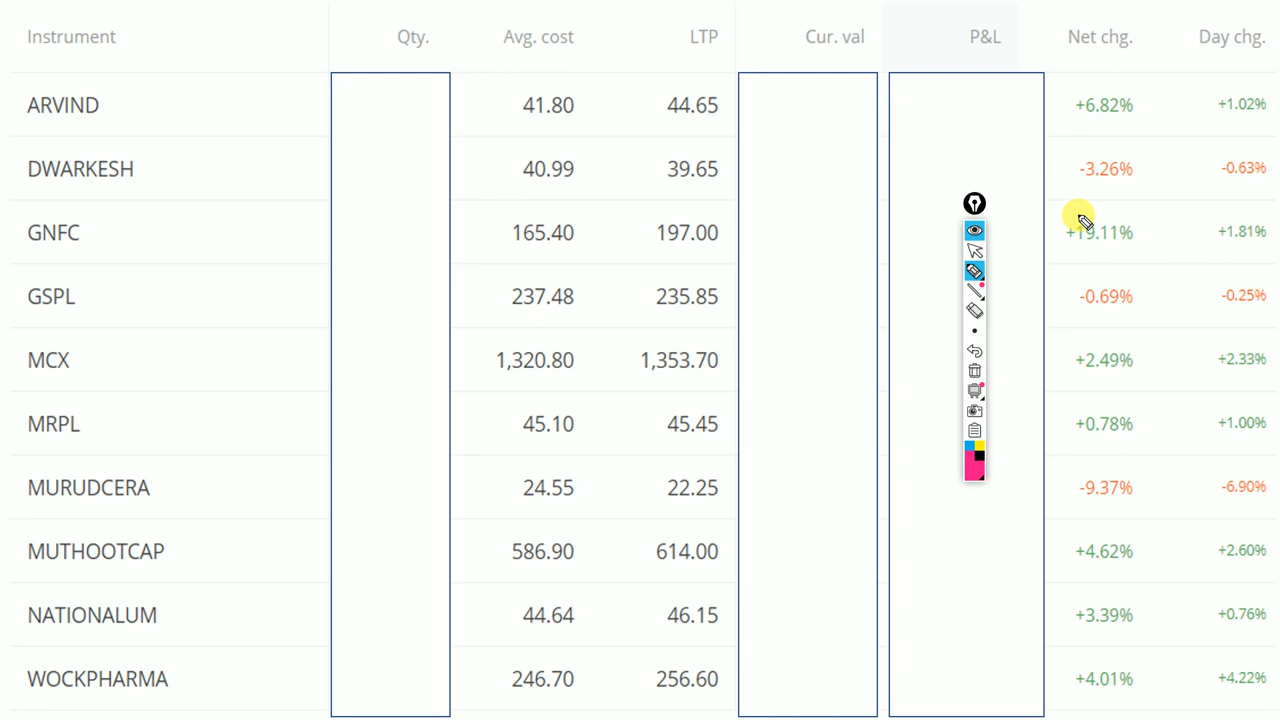 Instrument Qty. Avg. cost LTP Cur. val P&L Net chg. Day chg.
ARVIND 41.80 44.65 +6.82% +1.02%
DWARKESH 40.99 39.65 -3.26% -0.63%
GNFC 165.40 197.00 +19.11% +1.81%
GSPL 237.48 235.85 -0.69% -0.25%
MCX 1,320.80 1,353.70 +2.49% +2.33%
MRPL 45.10 45.45 +0.78% +1.00%
MURUDCERA 24.55 22.25 -9.37% -6.90%
MUTHOOTCAP 586.90 614.00 +4.62% +2.60%
NATIONALUM 44.64 46.15 +3.39% +0.76%
WOCKPHARMA 246.70 256.60 +4.01% +4.22%